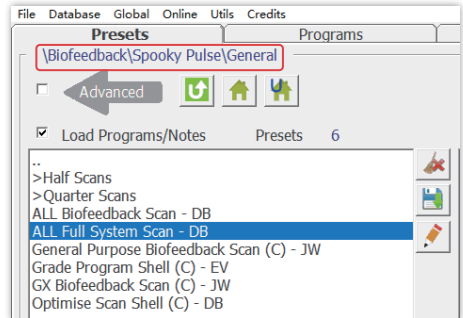 File Database Global Online Utils Credits
Presets Programs
\Biofeedback\Spooky Pulse\General
Advanced
Load Programs/Notes Presets 6
..
>Half Scans
>Quarter Scans
ALL Biofeedback Scan - DB
ALL Full System Scan - DB
General Purpose Biofeedback Scan (C) - JW
Grade Program Shell (C) - EV
GX Biofeedback Scan (C) - JW
Optimise Scan Shell (C) - DB